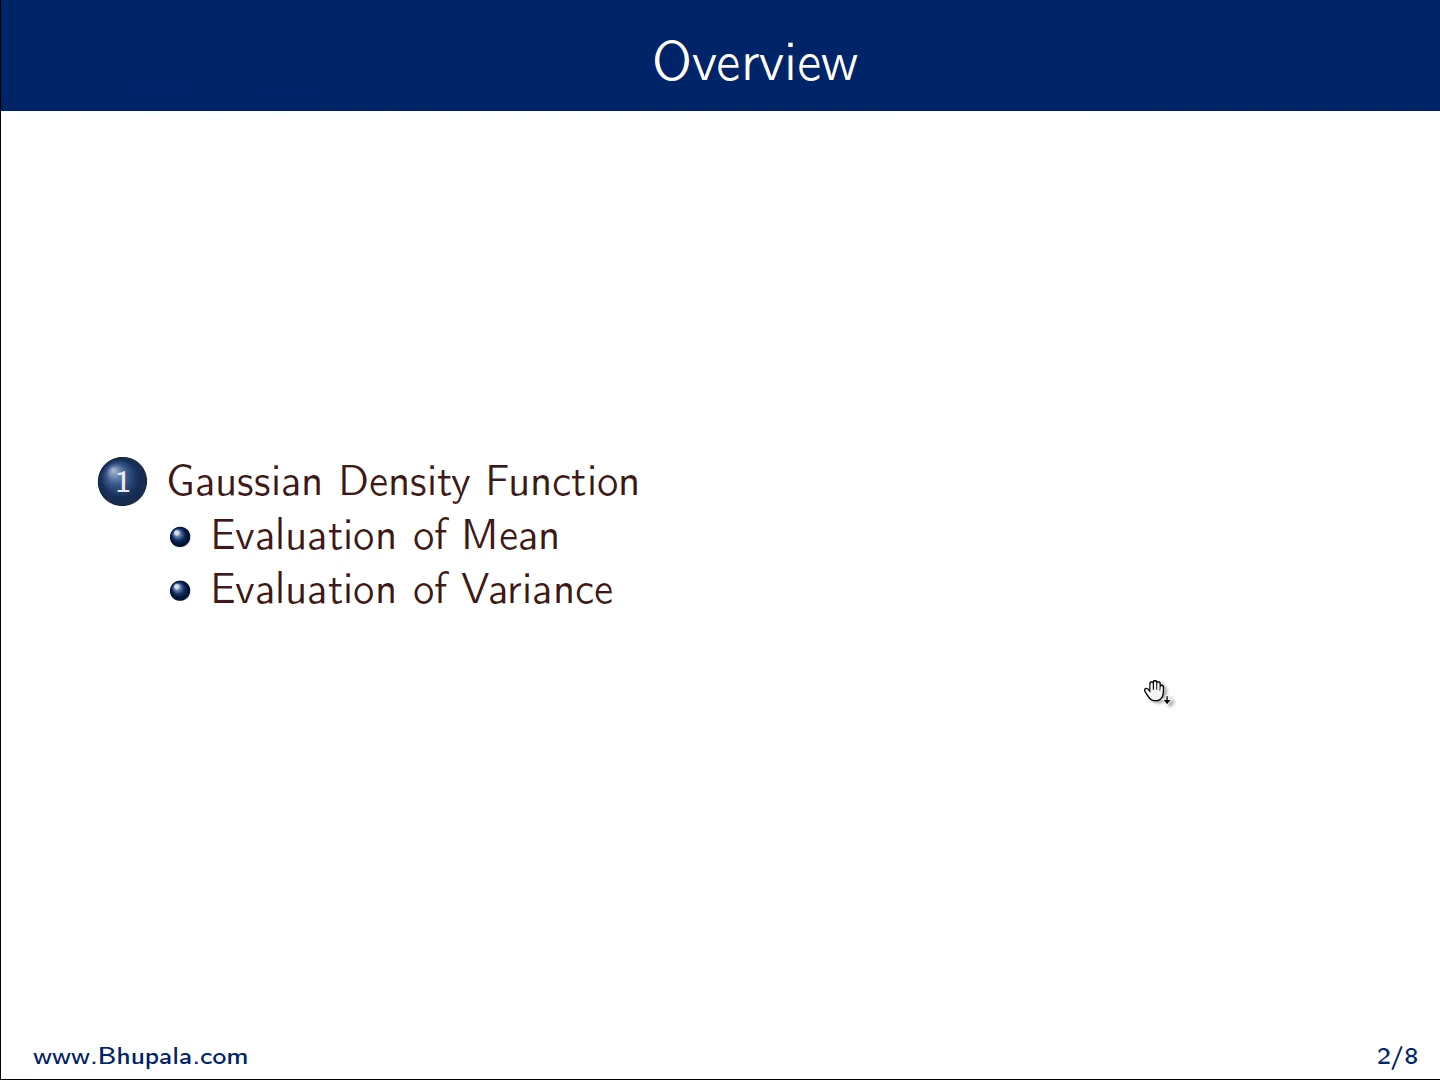 Overview
1 Gaussian Density Function
Evaluation of Mean
Evaluation of Variance
www.Bhupala.com
2/8